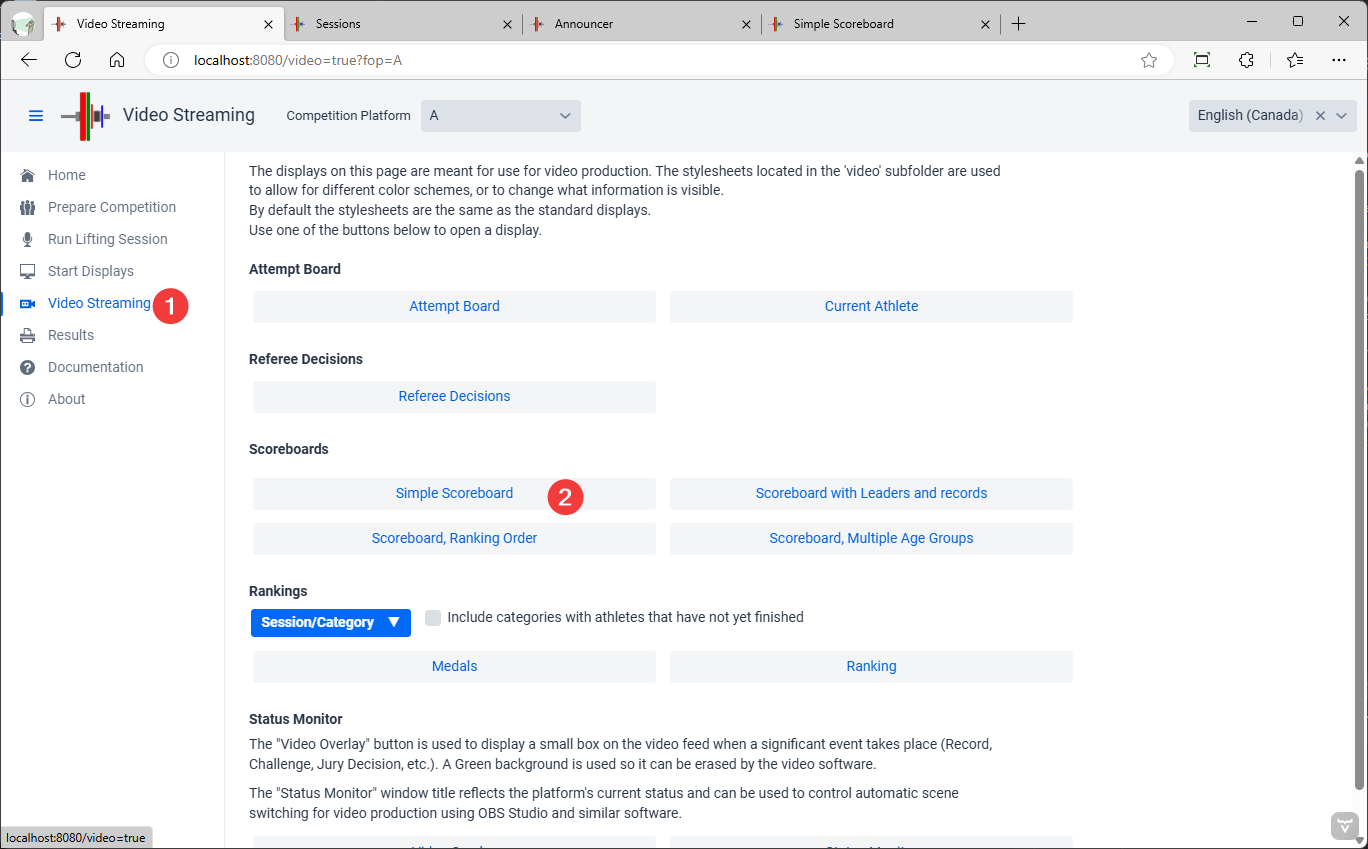 Video Streaming
Sessions
Announcer
Simple Scoreboard
localhost:8080/video=true?fop=A
Video Streaming
Competition Platform
A
English (Canada)
Home
Prepare Competition
Run Lifting Session
Start Displays
Video Streaming
1
Results
Documentation
About
The displays on this page are meant for use for video production. The stylesheets located in the 'video' subfolder are used
to allow for different color schemes, or to change what information is visible.
By default the stylesheets are the same as the standard displays.
Use one of the buttons below to open a display.
Attempt Board
Attempt Board
Current Athlete
Referee Decisions
Referee Decisions
Scoreboards
Simple Scoreboard
2
Scoreboard with Leaders and records
Scoreboard, Ranking Order
Scoreboard, Multiple Age Groups
Rankings
Session/Category ▼
Include categories with athletes that have not yet finished
Medals
Ranking
Status Monitor
The "Video Overlay" button is used to display a small box on the video feed when a significant event takes place (Record,
Challenge, Jury Decision, etc.). A Green background is used so it can be erased by the video software.
The "Status Monitor" window title reflects the platform's current status and can be used to control automatic scene
switching for video production using OBS Studio and similar software.
localhost:8080/video=true